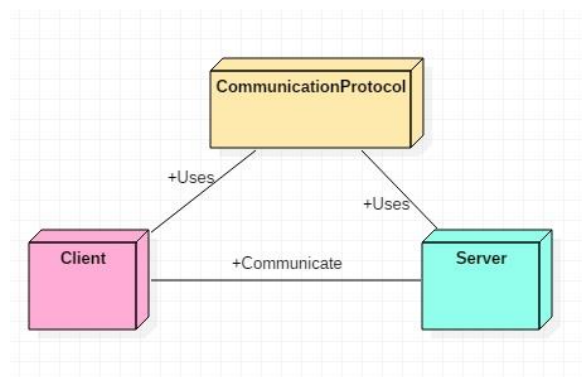 CommunicationProtocol
+Uses
+Uses
Client
+Communicate
Server